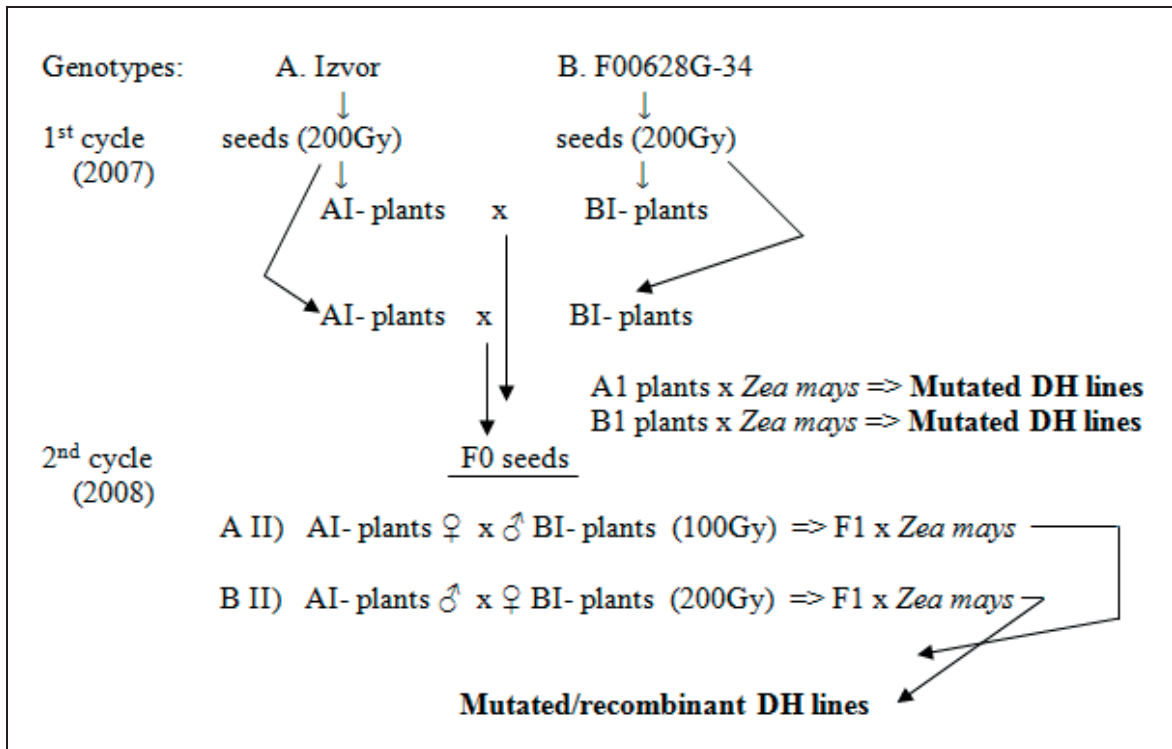 Genotypes: A. Izvor B. F00628G-34
↓ ↓
1st cycle seeds (200Gy) seeds (200Gy)
(2007) ↓ ↓
AI- plants x BI- plants
AI- plants x BI- plants
A1 plants x Zea mays => Mutated DH lines
B1 plants x Zea mays => Mutated DH lines
2nd cycle F0 seeds
(2008)
A II) AI- plants ♀ x ♂ BI- plants (100Gy) => F1 x Zea mays
B II) AI- plants ♂ x ♀ BI- plants (200Gy) => F1 x Zea mays
Mutated/recombinant DH lines